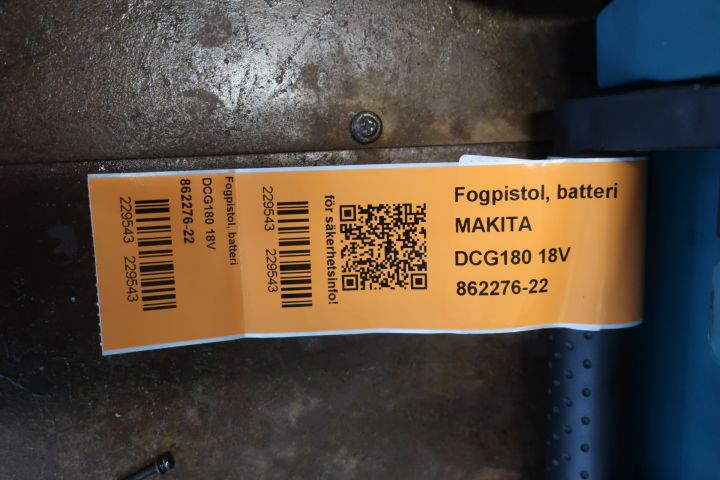 Fogpistol, batteri
MAKITA
DCG180 18V
862276-22
för säkerhetsinfo!
229543 229543
Fogpistol, batteri
DCG180 18V
862276-22
229543 229543